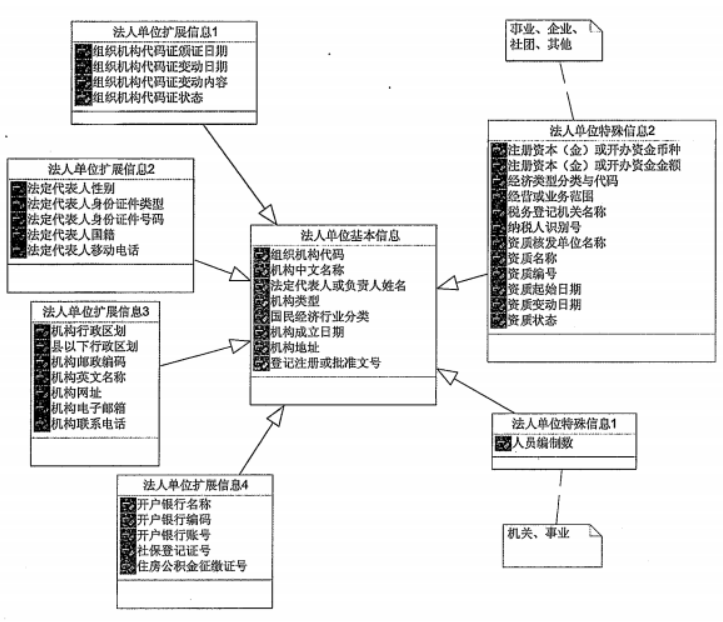 法人单位扩展信息1
组织机构代码证颁证日期
组织机构代码证变动日期
组织机构代码证变动内容
组织机构代码证状态
事业、企业、
社团、其他
法人单位特殊信息2
注册资本（金）或开办资金币种
注册资本（金）或开办资金金额
经济类型分类与代码
经营或业务范围
税务登记机关名称
纳税人识别号
资质核发单位名称
资质名称
资质编号
资质起始日期
资质变动日期
资质状态
法人单位扩展信息2
法定代表人性别
法定代表人身份证件类型
法定代表人身份证件号码
法定代表人国籍
法定代表人移动电话
法人单位基本信息
组织机构代码
机构中文名称
法定代表人或负责人姓名
机构类型
国民经济行业分类
机构成立日期
机构地址
登记注册或批准文号
法人单位扩展信息3
机构行政区划
县以下行政区划
机构邮政编码
机构英文名称
机构网址
机构电子邮箱
机构联系电话
法人单位特殊信息1
人员编制数
法人单位扩展信息4
开户银行名称
开户银行编码
开户银行账号
社保登记证号
住房公积金征缴证号
机关、事业